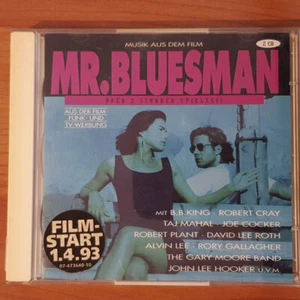 MUSIK AUS DEM FILM
2 CD
MR. BLUESMAN
AUS DER FILM-
FUNK- UND
TV-WERBUNG
FILM-
START
1.4.93
MIT B.B. KING · ROBERT CRAY
TAJ MAHAL · JOE COCKER
ROBERT PLANT · DAVID LEE ROTH
ALVIN LEE · RORY GALLAGHER
THE GARY MOORE BAND
JOHN LEE HOOKER U.V.M.